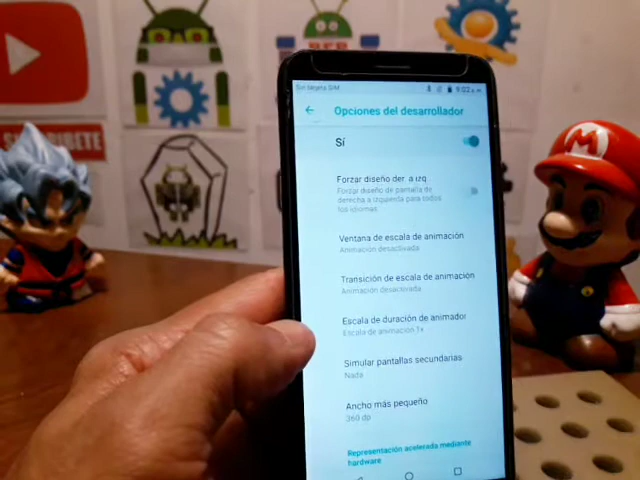 SUSCRIBETE
Sin tarjeta SIM
9:02 a. m.
Opciones del desarrollador
Sí
Forzar diseño der. a izq.
Forzar diseño de pantalla de
derecha a izquierda para todos
los idiomas
Ventana de escala de animación
Animación desactivada
Transición de escala de animación
Animación desactivada
Escala de duración de animador
Escala de animación 1x
Simular pantallas secundarias
Nada
Ancho más pequeño
360 dp
Representación acelerada mediante
hardware
M